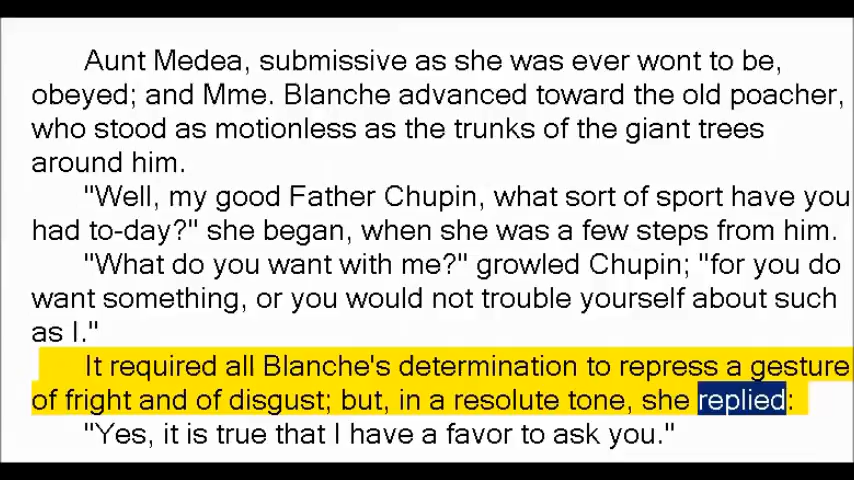 Aunt Medea, submissive as she was ever wont to be,
obeyed; and Mme. Blanche advanced toward the old poacher,
who stood as motionless as the trunks of the giant trees
around him.
"Well, my good Father Chupin, what sort of sport have you
had to-day?" she began, when she was a few steps from him.
"What do you want with me?" growled Chupin; "for you do
want something, or you would not trouble yourself about such
as I."
It required all Blanche's determination to repress a gesture
of fright and of disgust; but, in a resolute tone, she replied:
"Yes, it is true that I have a favor to ask you."